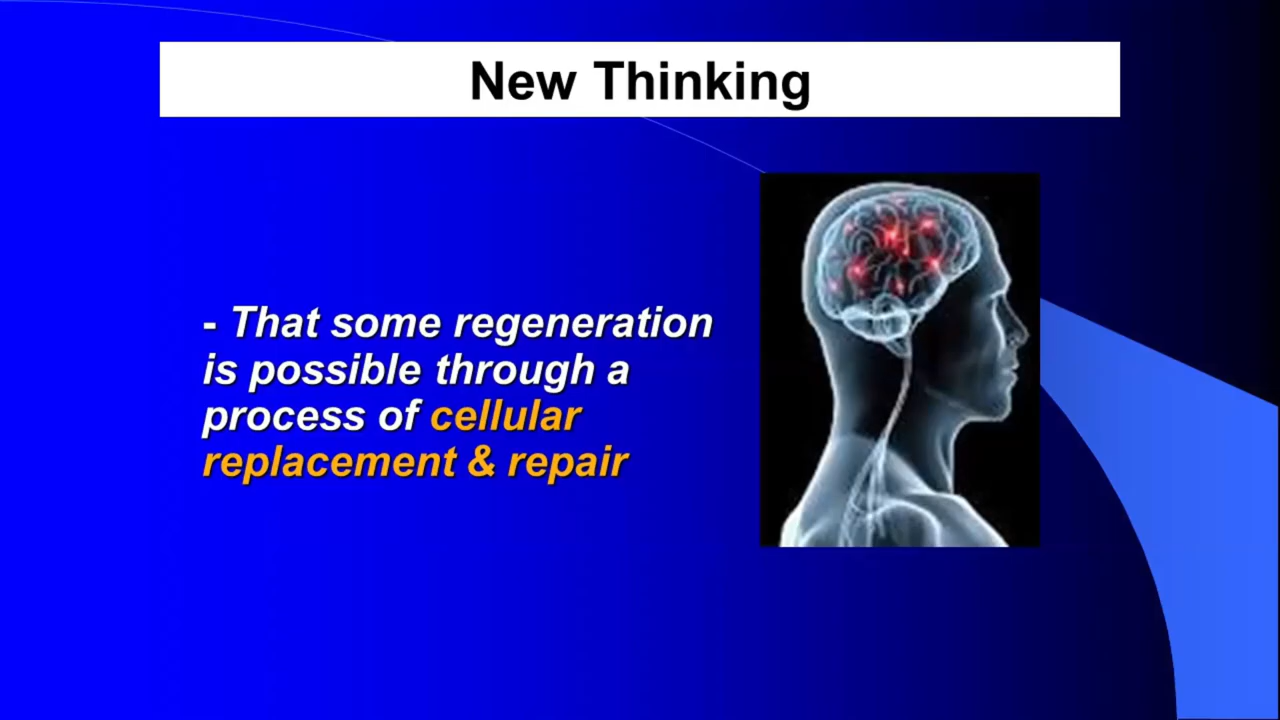 New Thinking
- That some regeneration
is possible through a
process of cellular
replacement & repair